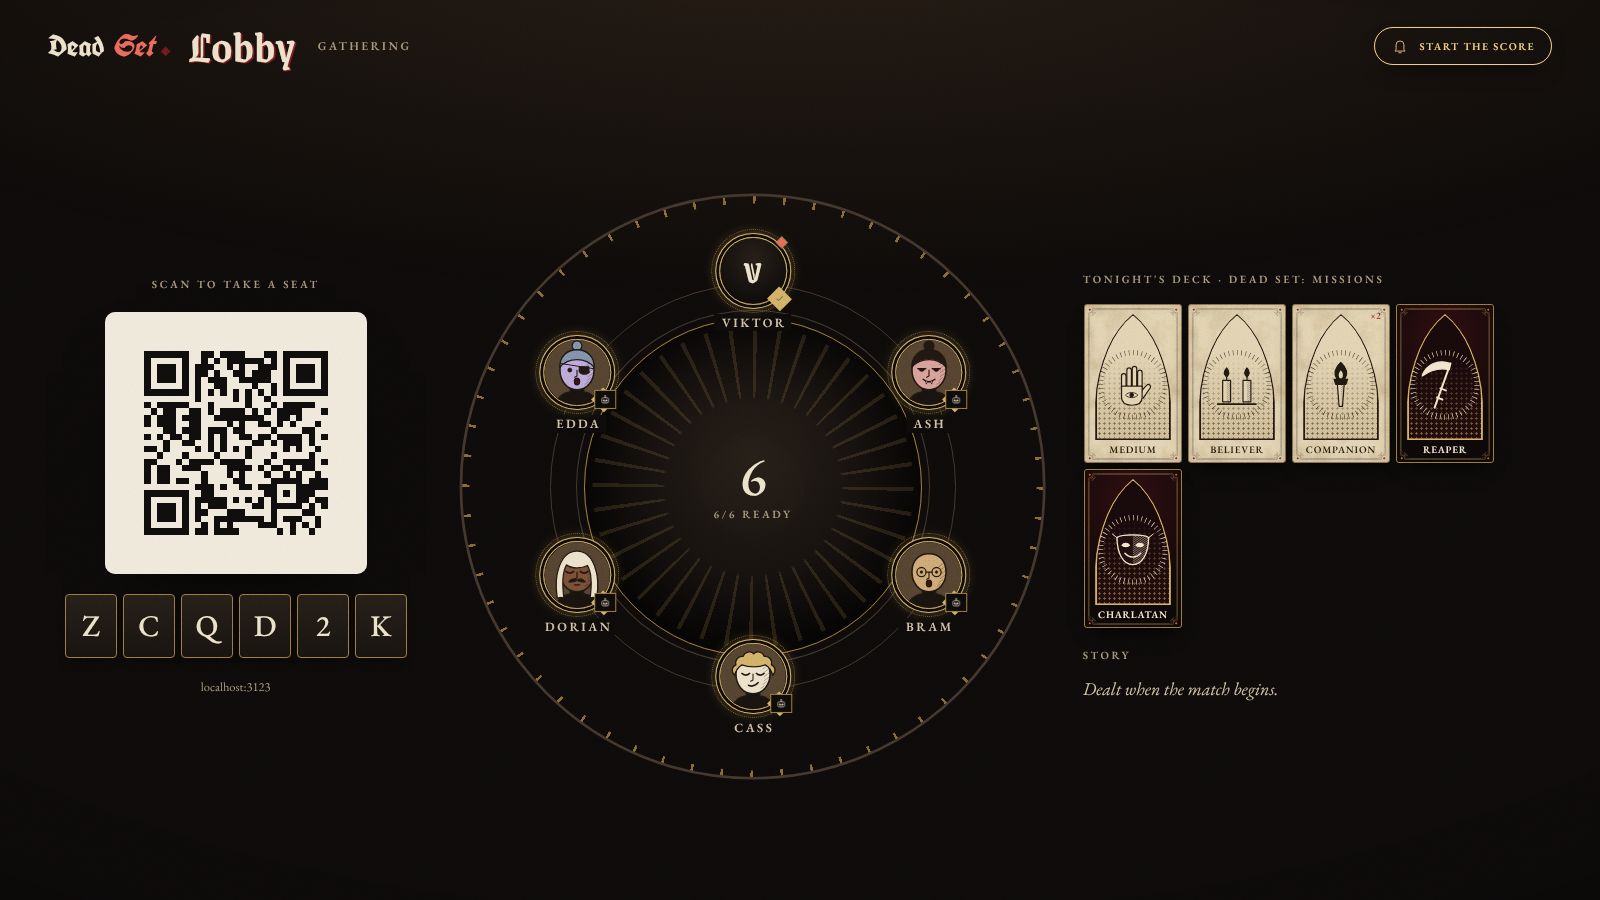 Dead Set
Lobby
GATHERING
START THE SCORE
SCAN TO TAKE A SEAT
Z C Q D 2 K
localhost:3123
V
VIKTOR
EDDA
ASH
6
6/6 READY
DORIAN
BRAM
CASS
TONIGHT'S DECK · DEAD SET: MISSIONS
×2
MEDIUM
BELIEVER
COMPANION
REAPER
CHARLATAN
STORY
Dealt when the match begins.